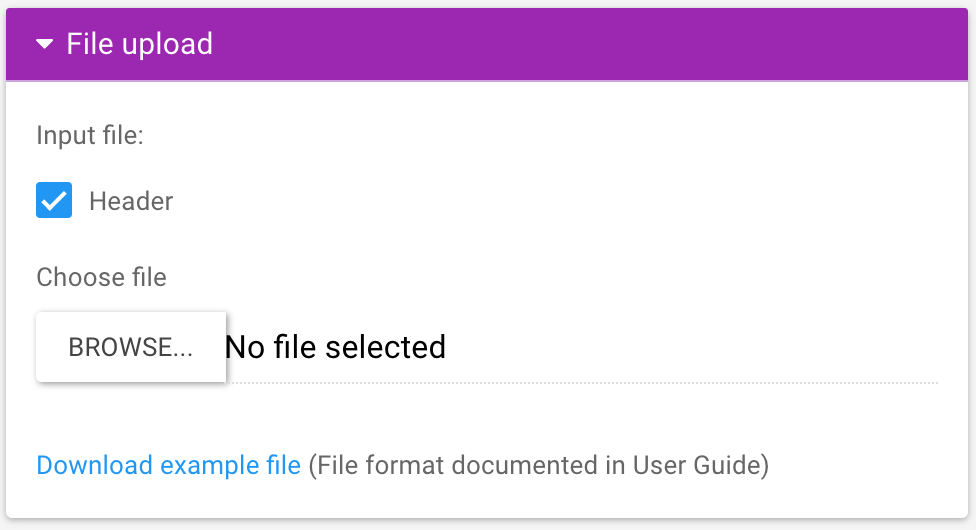 File upload
Input file:
Header
Choose file
BROWSE... No file selected
Download example file (File format documented in User Guide)